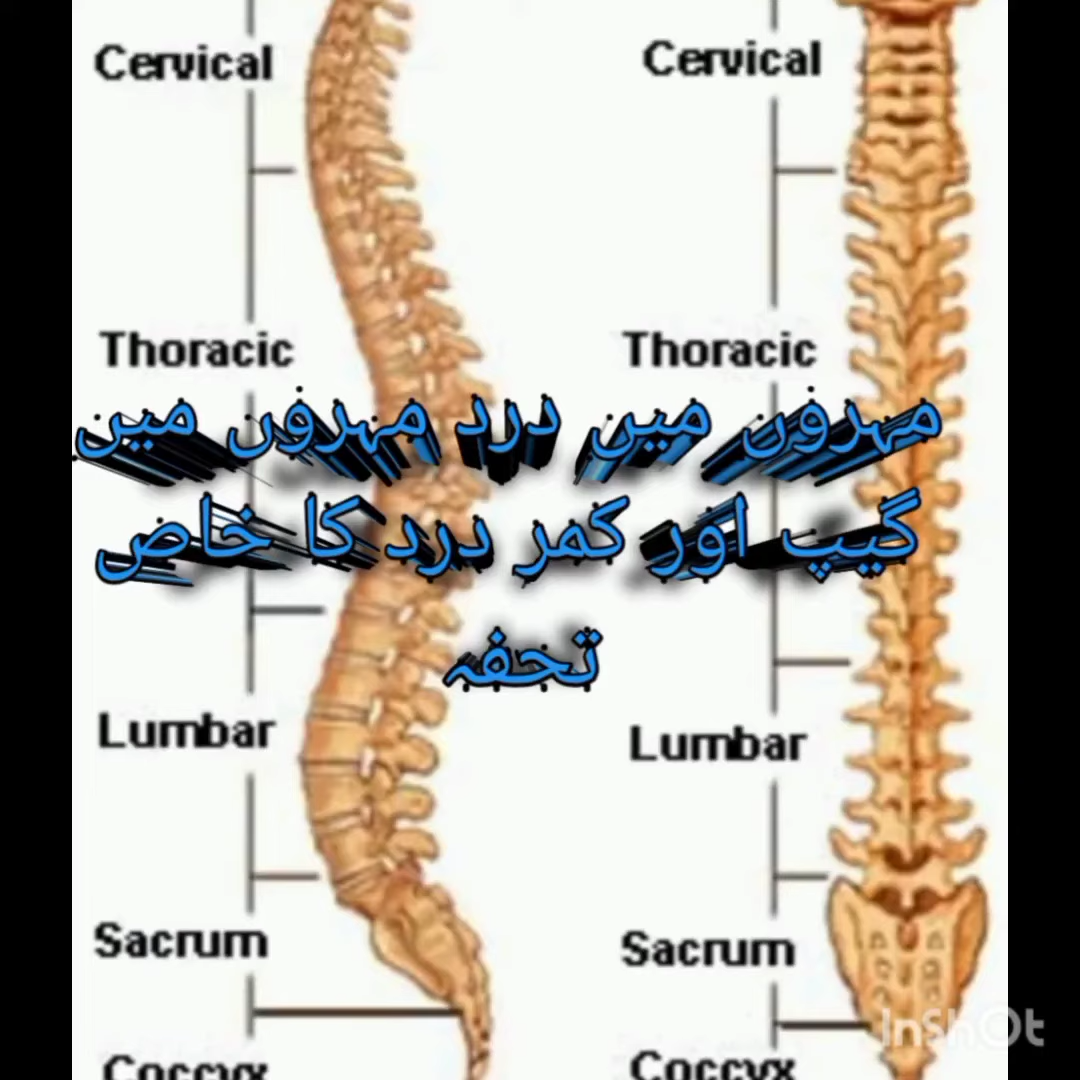 Cervical
Cervical
Thoracic
Thoracic
مہروں میں درد مہروں میں
گیپ اور کمر درد کا خاص
تحفہ
Lumbar
Lumbar
Sacrum
Sacrum
Coccyx
Coccyx
InShOt